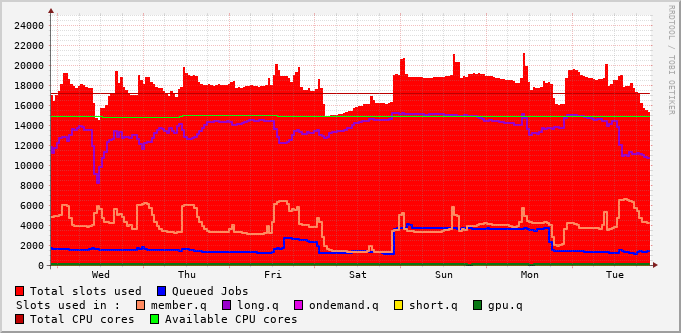 RRDTOOL / TOBI OETIKER
24000
22000
20000
18000
16000
14000
12000
10000
8000
6000
4000
2000
0
Wed Thu Fri Sat Sun Mon Tue
Total slots used Queued Jobs
Slots used in : member.q long.q ondemand.q short.q gpu.q
Total CPU cores Available CPU cores